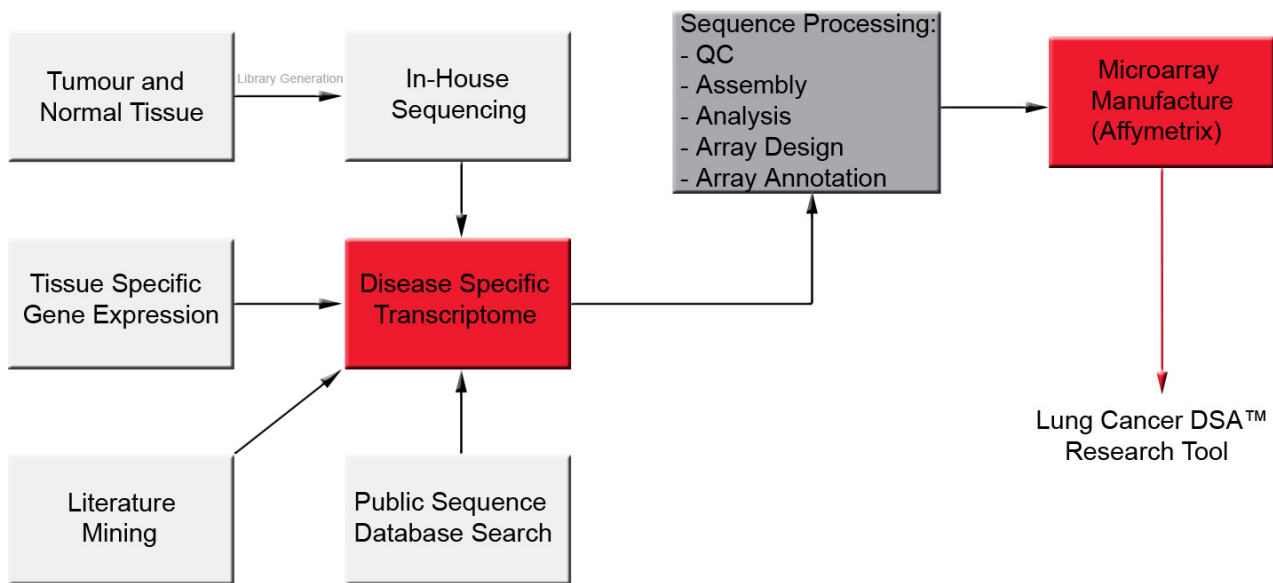 Tumour and
Normal Tissue
Library Generation
In-House
Sequencing
Sequence Processing:
- QC
- Assembly
- Analysis
- Array Design
- Array Annotation
Microarray
Manufacture
(Affymetrix)
Tissue Specific
Gene Expression
Disease Specific
Transcriptome
Lung Cancer DSA™
Research Tool
Literature
Mining
Public Sequence
Database Search